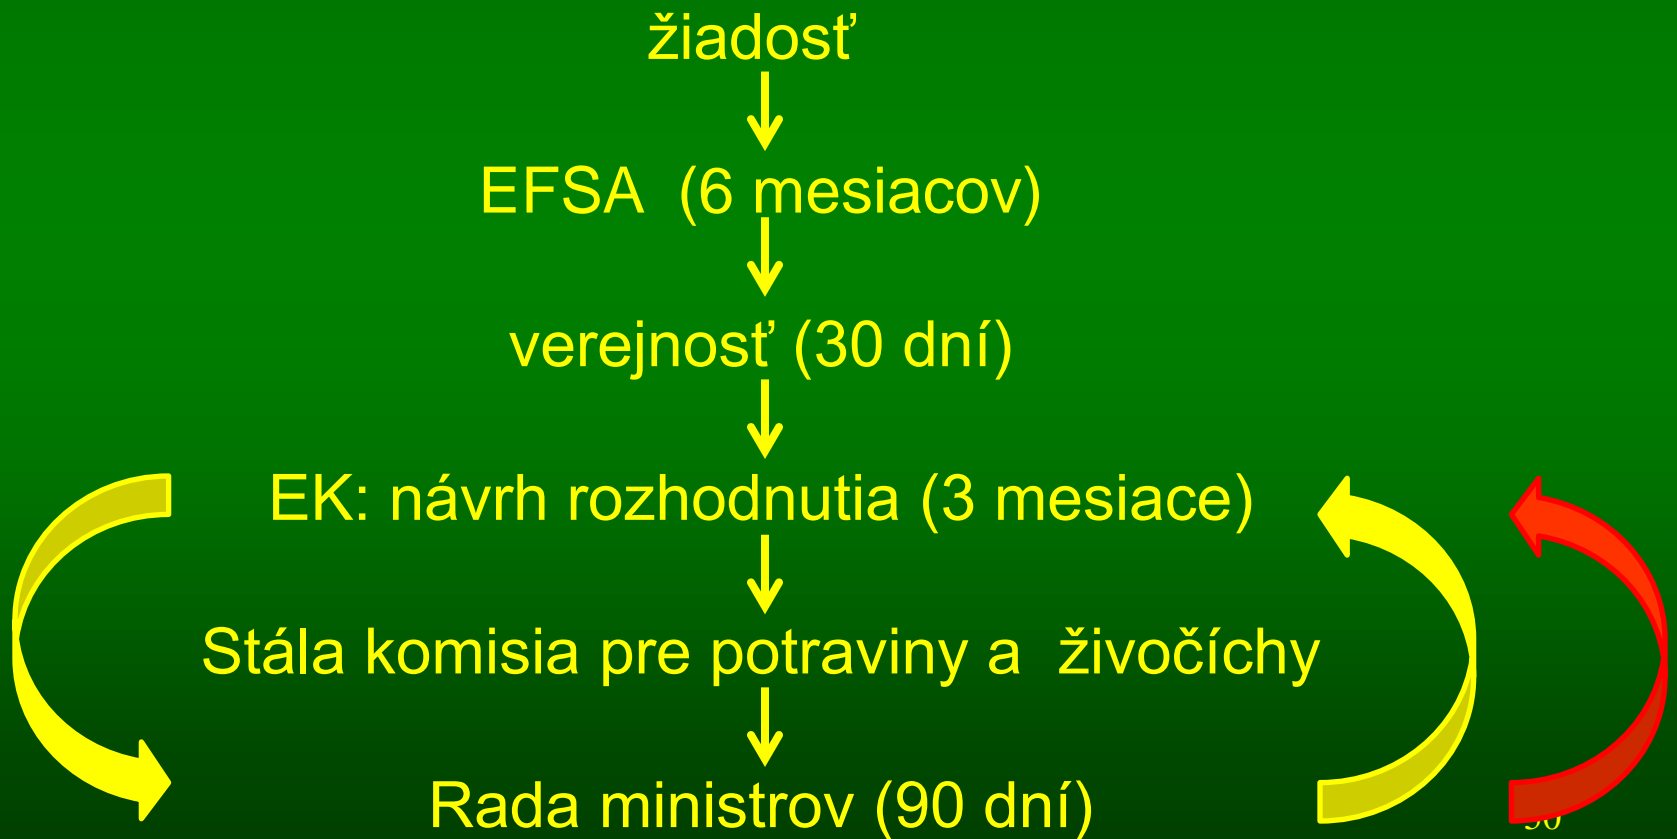 žiadosť
EFSA (6 mesiacov)
verejnosť (30 dní)
EK: návrh rozhodnutia (3 mesiace)
Stála komisia pre potraviny a živočíchy
Rada ministrov (90 dní)